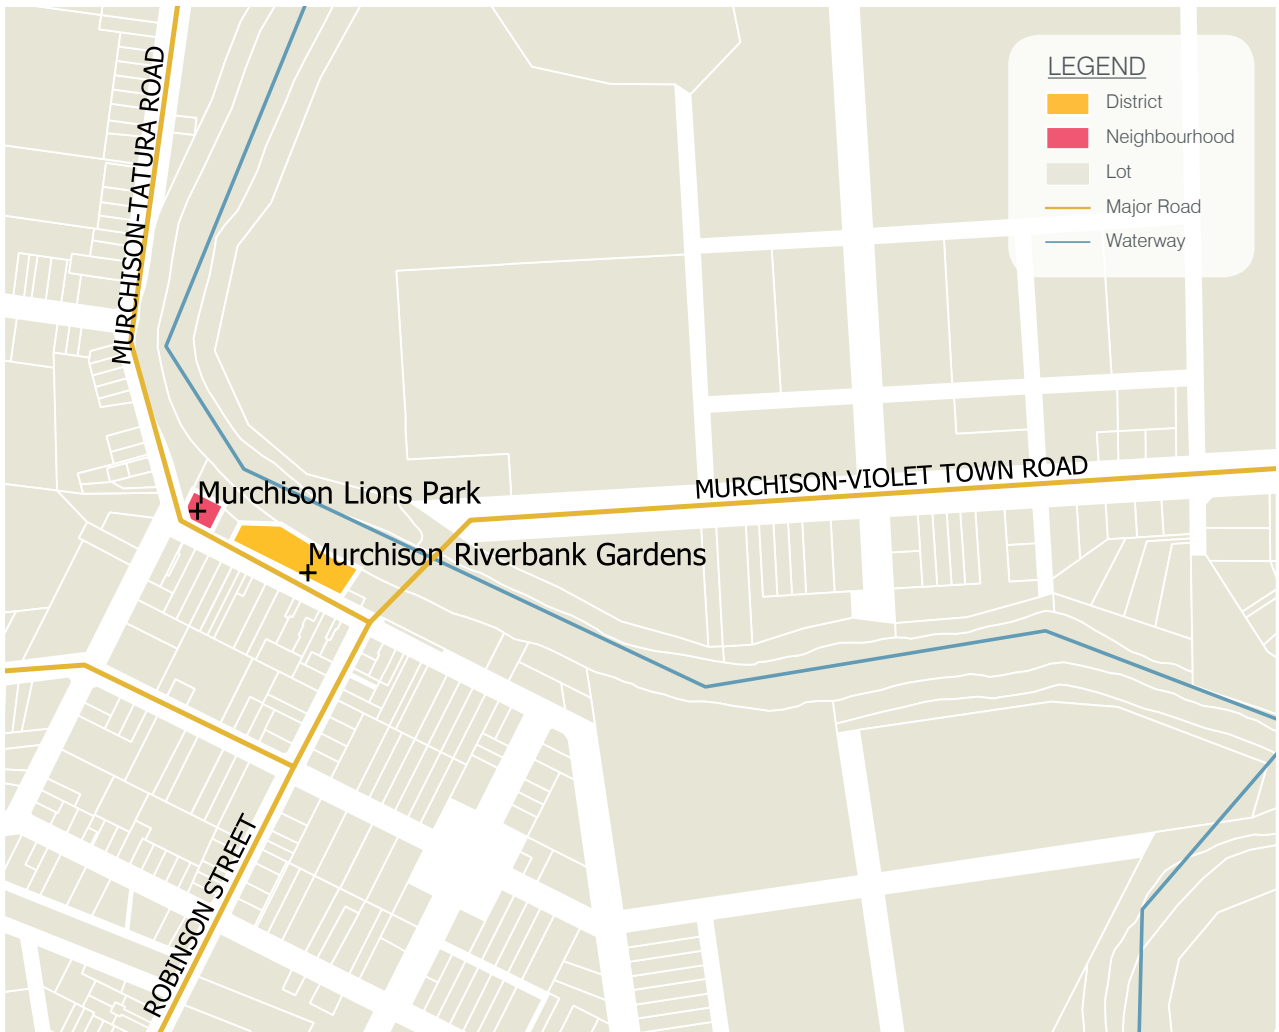 LEGEND
District
Neighbourhood
Lot
Major Road
Waterway
MURCHISON-TATURA ROAD
Murchison Lions Park
MURCHISON-VIOLET TOWN ROAD
Murchison Riverbank Gardens
ROBINSON STREET